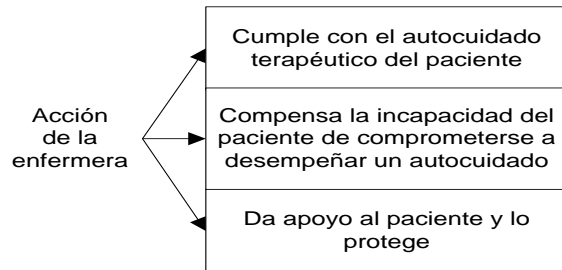 Acción
de la
enfermera
Cumple con el autocuidado
terapéutico del paciente
Compensa la incapacidad del
paciente de comprometerse a
desempeñar un autocuidado
Da apoyo al paciente y lo
protege